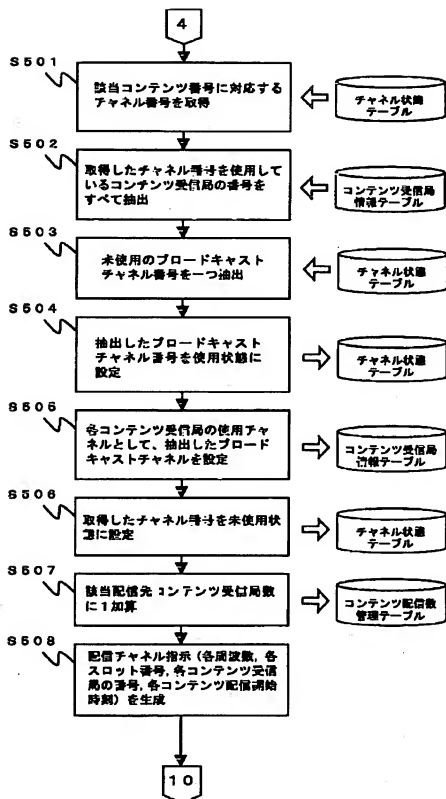 4
S501
該当コンテンツ番号に対応する
チャネル番号を取得
チャネル状態
テーブル
S502
取得したチャネル番号を使用して
いるコンテンツ受信局の番号を
すべて抽出
コンテンツ受信局
情報テーブル
S503
未使用のブロードキャスト
チャネル番号を一つ抽出
チャネル状態
テーブル
S504
抽出したブロードキャスト
チャネル番号を使用状態に
設定
チャネル状態
テーブル
S505
各コンテンツ受信局の使用チャ
ネルとして、抽出したブロード
キャストチャネルを設定
コンテンツ受信局
情報テーブル
S506
取得したチャネル番号を未使用状
態に設定
チャネル状態
テーブル
S507
該当配信先コンテンツ受信局数
に1加算
コンテンツ配信数
管理テーブル
S508
配信チャネル指示(各周波数,各
スロット番号,各コンテンツ受信
局の番号,各コンテンツ配信開始
時刻)を生成
10